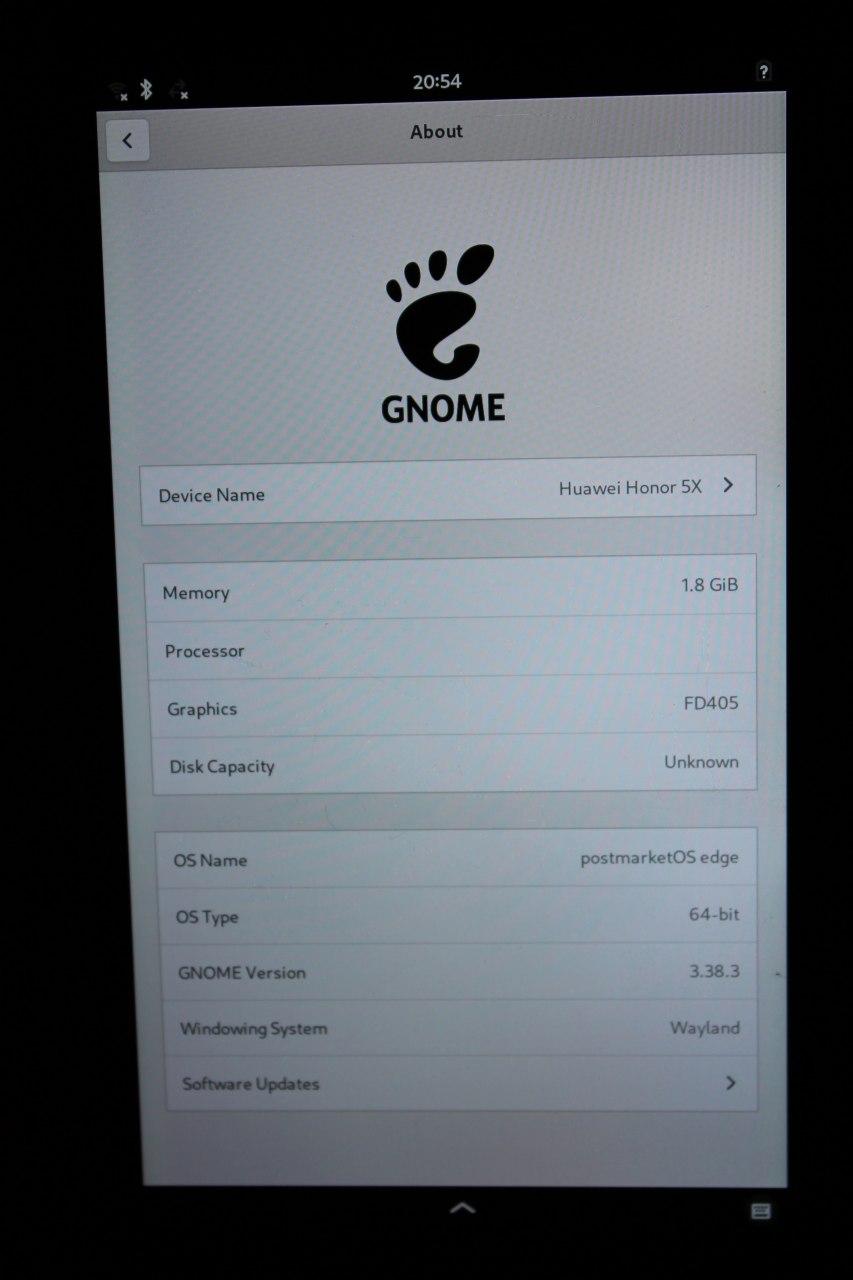 20:54
?
About
GNOME
Device Name Huawei Honor 5X
Memory 1.8 GiB
Processor
Graphics FD405
Disk Capacity Unknown
OS Name postmarketOS edge
OS Type 64-bit
GNOME Version 3.38.3
Windowing System Wayland
Software Updates